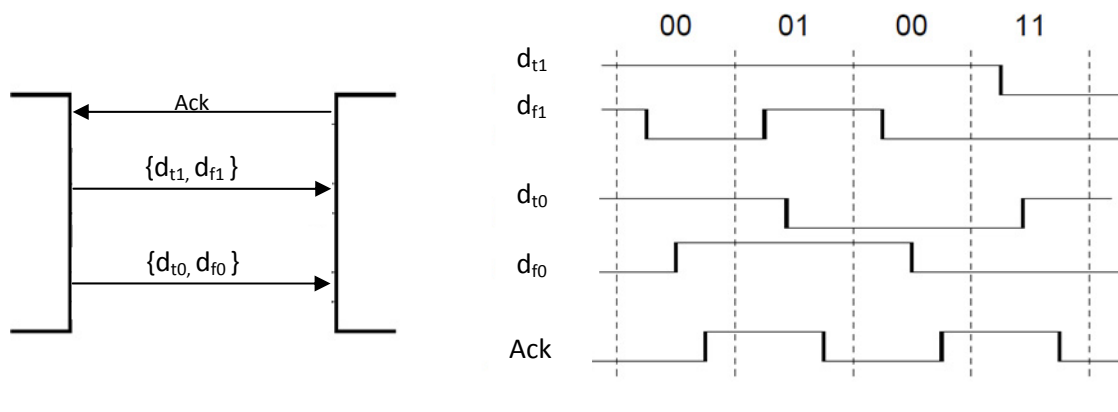 Ack
{dt1, df1 }
{dt0, df0 }
00 01 00 11
dt1
df1
dt0
df0
Ack